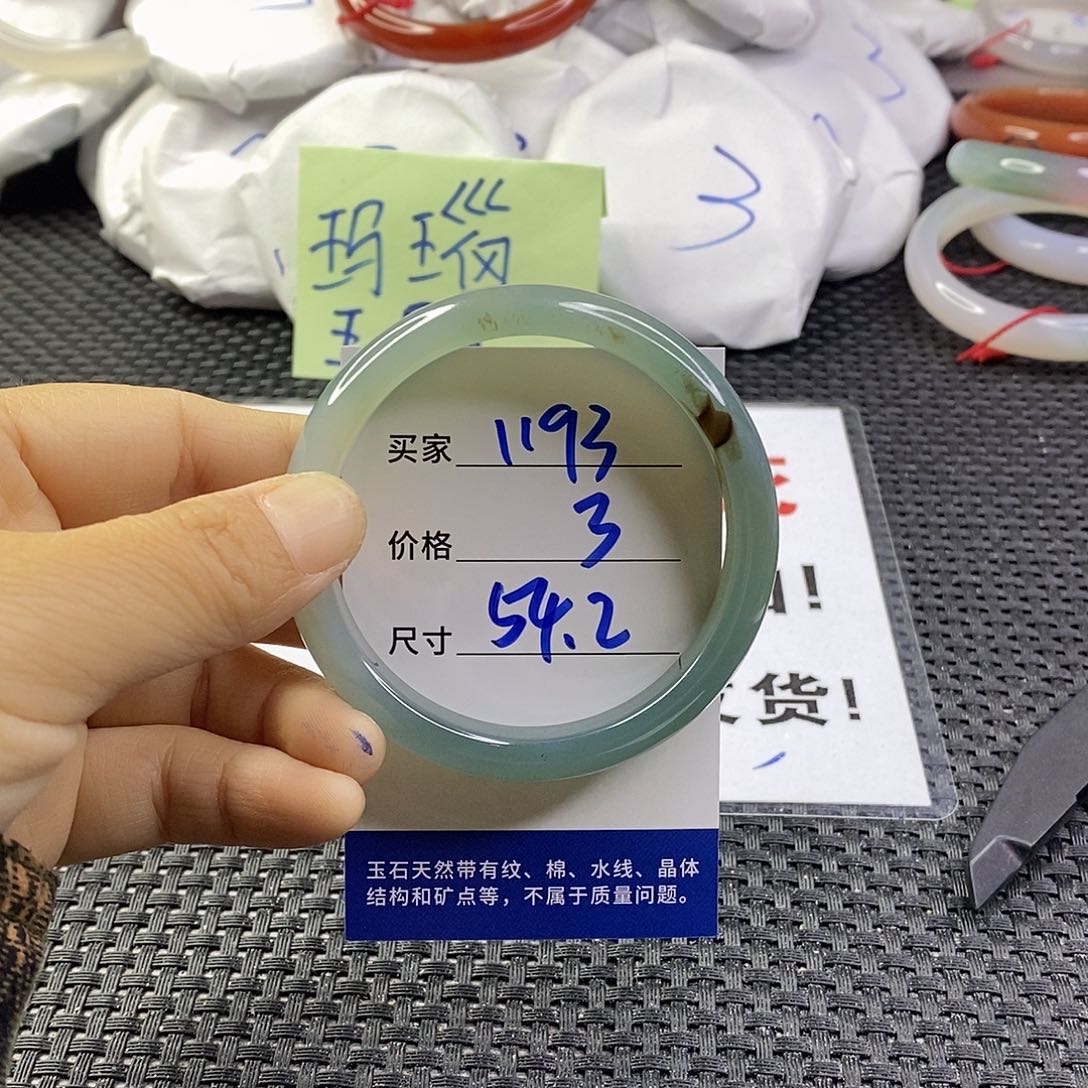 3
3
玛瑙
买家 1193
价格 3
尺寸 54.2
货!
玉石天然带有纹、棉、水线、晶体
结构和矿点等，不属于质量问题。